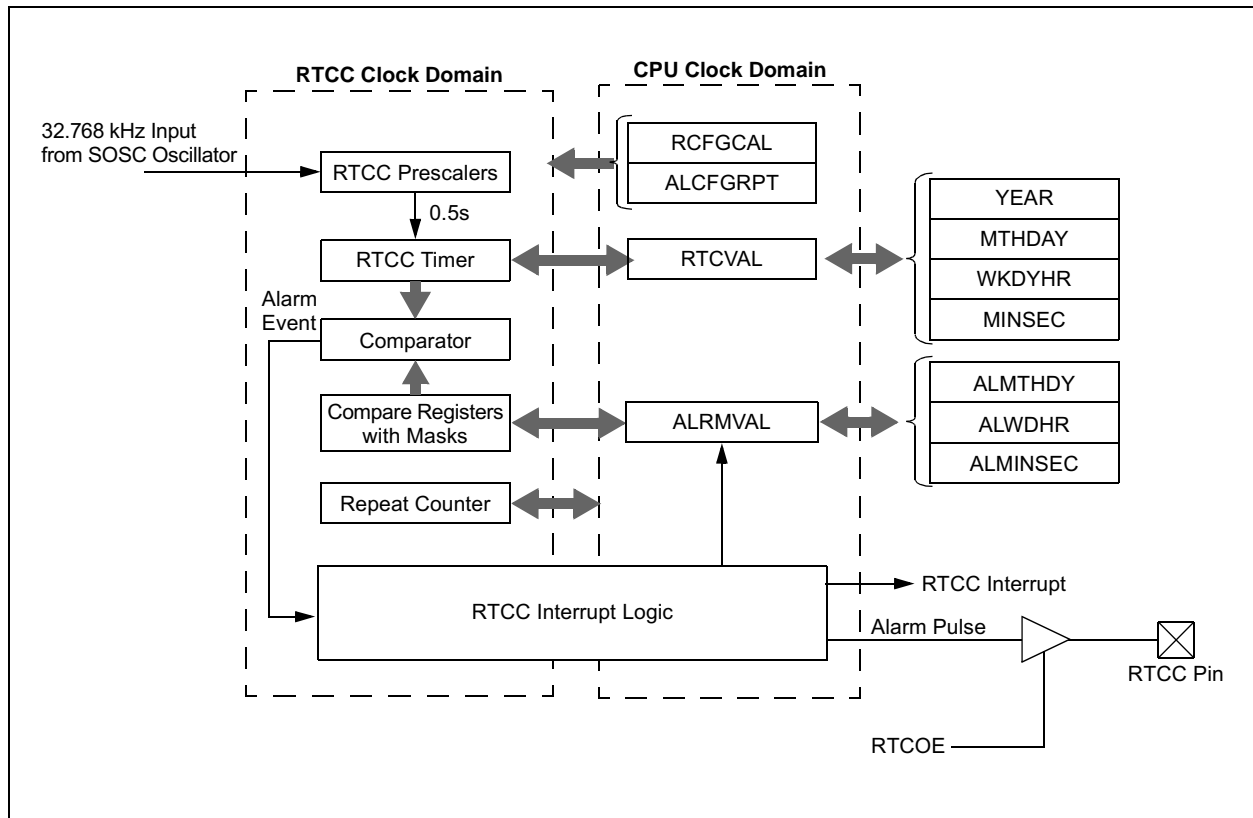 RTCC Clock Domain
CPU Clock Domain
32.768 kHz Input
from SOSC Oscillator
RTCC Prescalers
0.5s
RTCC Timer
Alarm
Event
Comparator
Compare Registers
with Masks
Repeat Counter
RCFGCAL
ALCFGRPT
RTCVAL
ALRMVAL
YEAR
MTHDAY
WKDYHR
MINSEC
ALMTHDY
ALWDHR
ALMINSEC
RTCC Interrupt Logic
RTCC Interrupt
Alarm Pulse
RTCC Pin
RTCOE